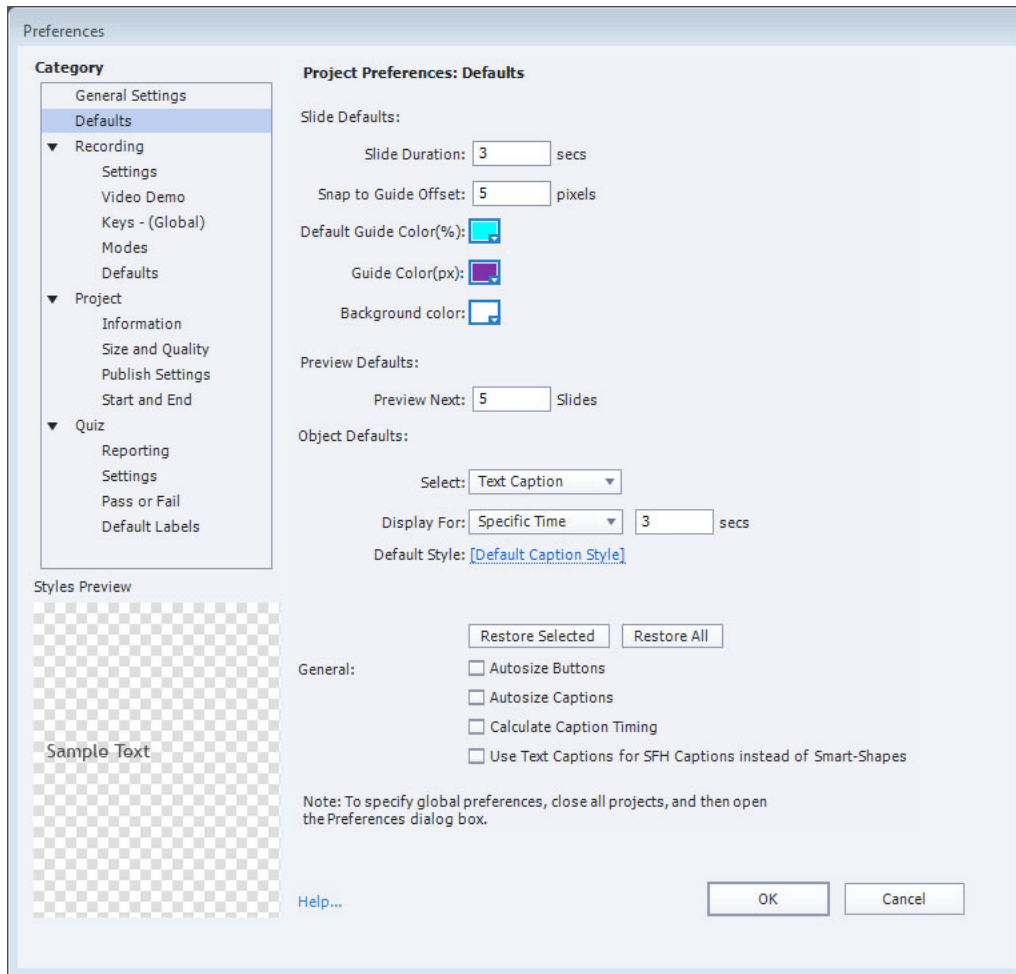 Preferences
Category
General Settings
Defaults
Recording
Settings
Video Demo
Keys - (Global)
Modes
Defaults
Project
Information
Size and Quality
Publish Settings
Start and End
Quiz
Reporting
Settings
Pass or Fail
Default Labels
Styles Preview
Sample Text
Project Preferences: Defaults
Slide Defaults:
Slide Duration: 3 secs
Snap to Guide Offset: 5 pixels
Default Guide Color(%):
Guide Color(px):
Background color:
Preview Defaults:
Preview Next: 5 Slides
Object Defaults:
Select: Text Caption
Display For: Specific Time 3 secs
Default Style: [Default Caption Style]
Restore Selected Restore All
General: Autosize Buttons
Autosize Captions
Calculate Caption Timing
Use Text Captions for SFH Captions instead of Smart-Shapes
Note: To specify global preferences, close all projects, and then open
the Preferences dialog box.
Help... OK Cancel